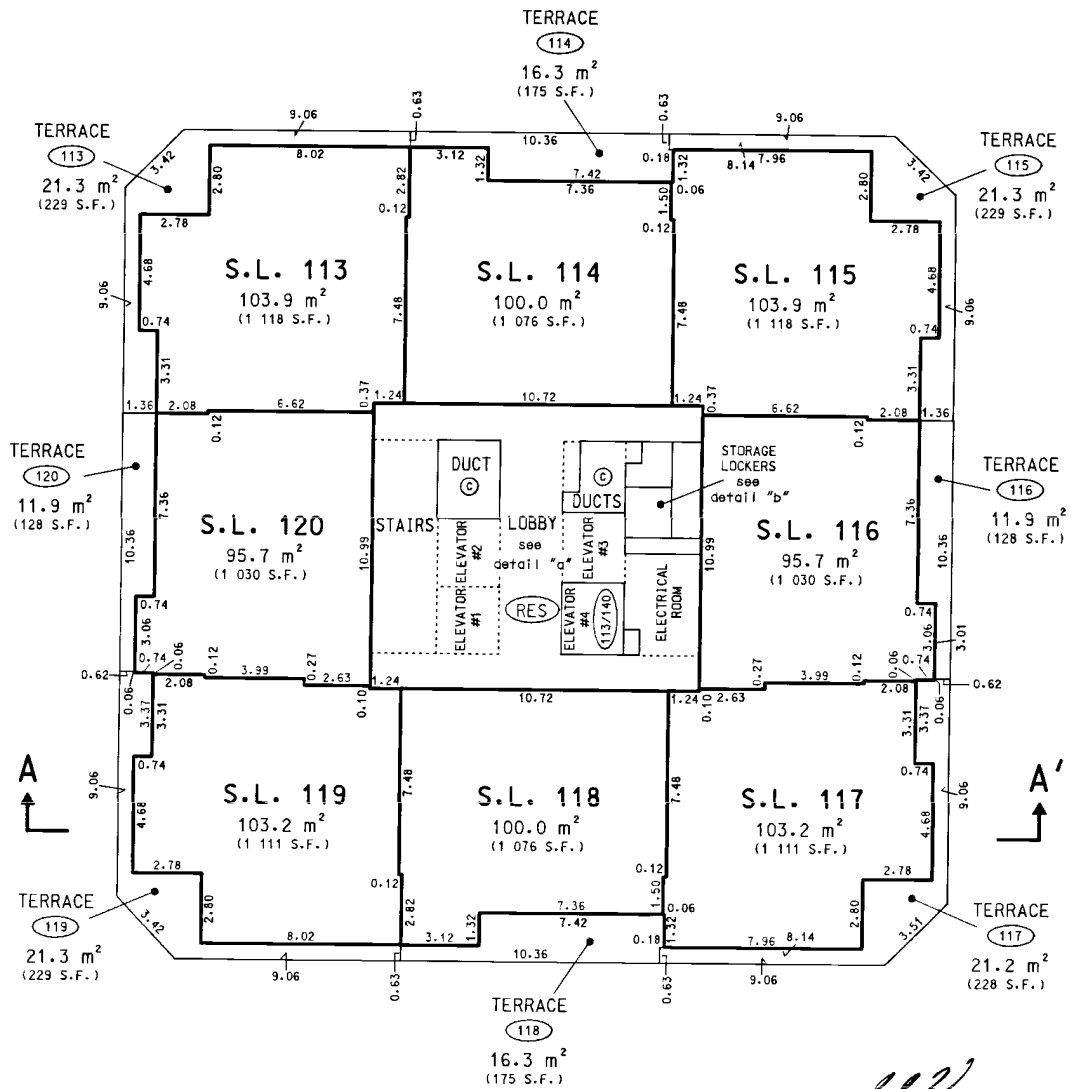 TERRACE
114
16.3 m²
(175 S.F.)
0.63
0.63
9.06
10.36
9.06
TERRACE
113
21.3 m²
(229 S.F.)
3.42
8.02
3.12
1.32
7.42
7.36
0.18
1.32
0.06
8.14
7.96
3.42
TERRACE
115
21.3 m²
(229 S.F.)
2.80
2.82
0.12
1.50
0.12
2.80
2.78
2.78
S.L. 113
103.9 m²
(1 118 S.F.)
S.L. 114
100.0 m²
(1 076 S.F.)
S.L. 115
103.9 m²
(1 118 S.F.)
4.68
9.06
7.48
7.48
4.68
9.06
0.74
3.31
0.74
3.31
1.36
2.08
0.12
6.62
0.37
1.24
10.72
1.24
0.37
6.62
0.12
2.08
1.36
TERRACE
120
11.9 m²
(128 S.F.)
7.36
10.36
S.L. 120
95.7 m²
(1 030 S.F.)
10.99
STAIRS
DUCT
C
LOBBY
see
detail "a"
C
DUCTS
STORAGE
LOCKERS
see
detail "b"
ELEVATOR
#2
ELEVATOR
#3
ELEVATOR
#1
RES
ELEVATOR
#4
113/140
ELECTRICAL
ROOM
10.99
S.L. 116
95.7 m²
(1 030 S.F.)
7.36
10.36
TERRACE
116
11.9 m²
(128 S.F.)
0.74
3.06
0.74
0.06
0.62
0.06
2.08
0.12
3.99
0.27
2.63
0.10
1.24
10.72
1.24
0.10
2.63
0.27
3.99
0.12
2.08
0.06
0.74
0.74
3.06
3.01
0.62
0.06
3.37
3.31
3.31
3.37
0.74
0.74
A
A'
9.06
4.68
S.L. 119
103.2 m²
(1 111 S.F.)
7.48
S.L. 118
100.0 m²
(1 076 S.F.)
7.48
S.L. 117
103.2 m²
(1 111 S.F.)
4.68
9.06
2.78
2.80
0.12
2.82
0.12
1.50
0.06
2.78
2.80
TERRACE
119
21.3 m²
(229 S.F.)
3.42
8.02
3.12
1.32
7.36
7.42
0.18
1.32
7.96
8.14
3.51
TERRACE
117
21.2 m²
(228 S.F.)
9.06
0.63
10.36
0.63
9.06
TERRACE
118
16.3 m²
(175 S.F.)